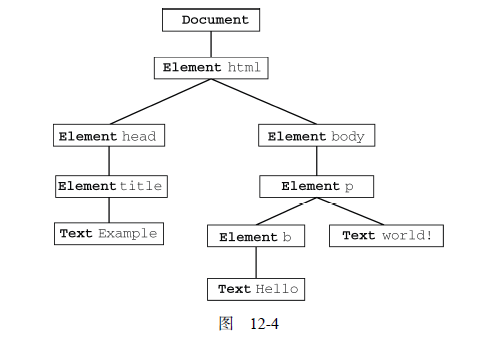 Document
Element html
Element head
Element body
Element title
Element p
Text Example
Element b
Text world!
Text Hello
图 12-4